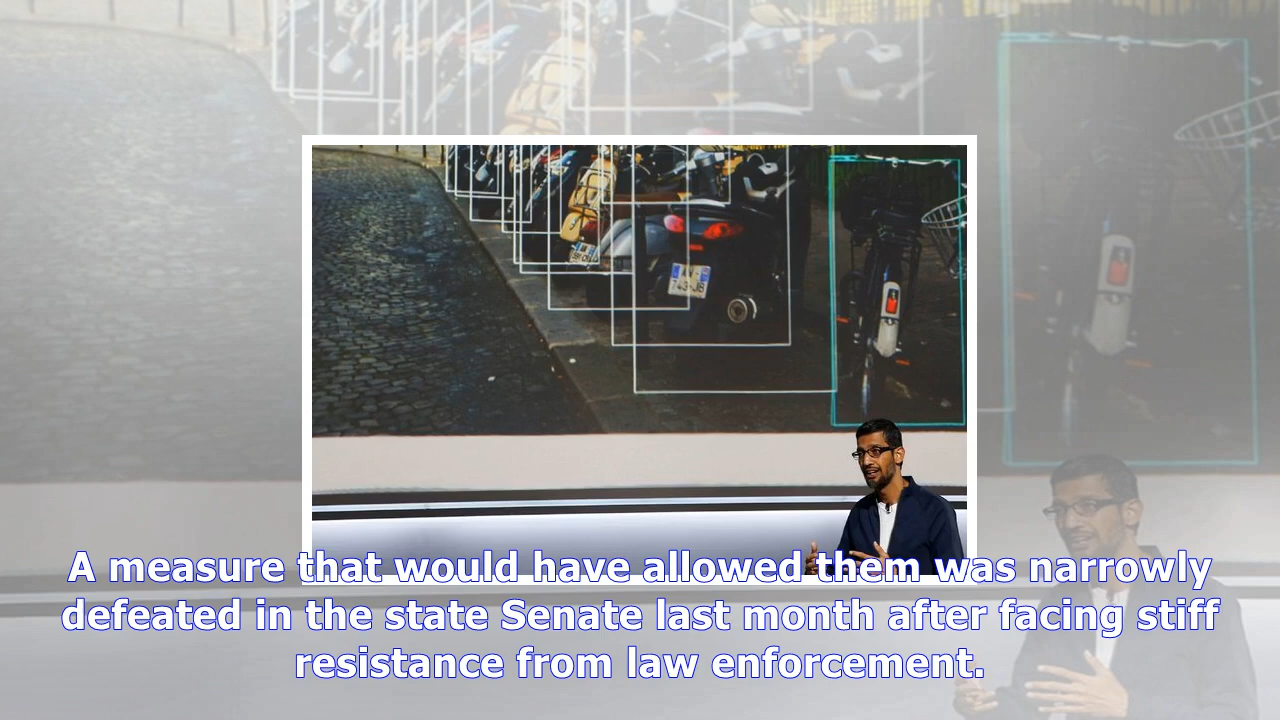 A measure that would have allowed them was narrowly
defeated in the state Senate last month after facing stiff
resistance from law enforcement.